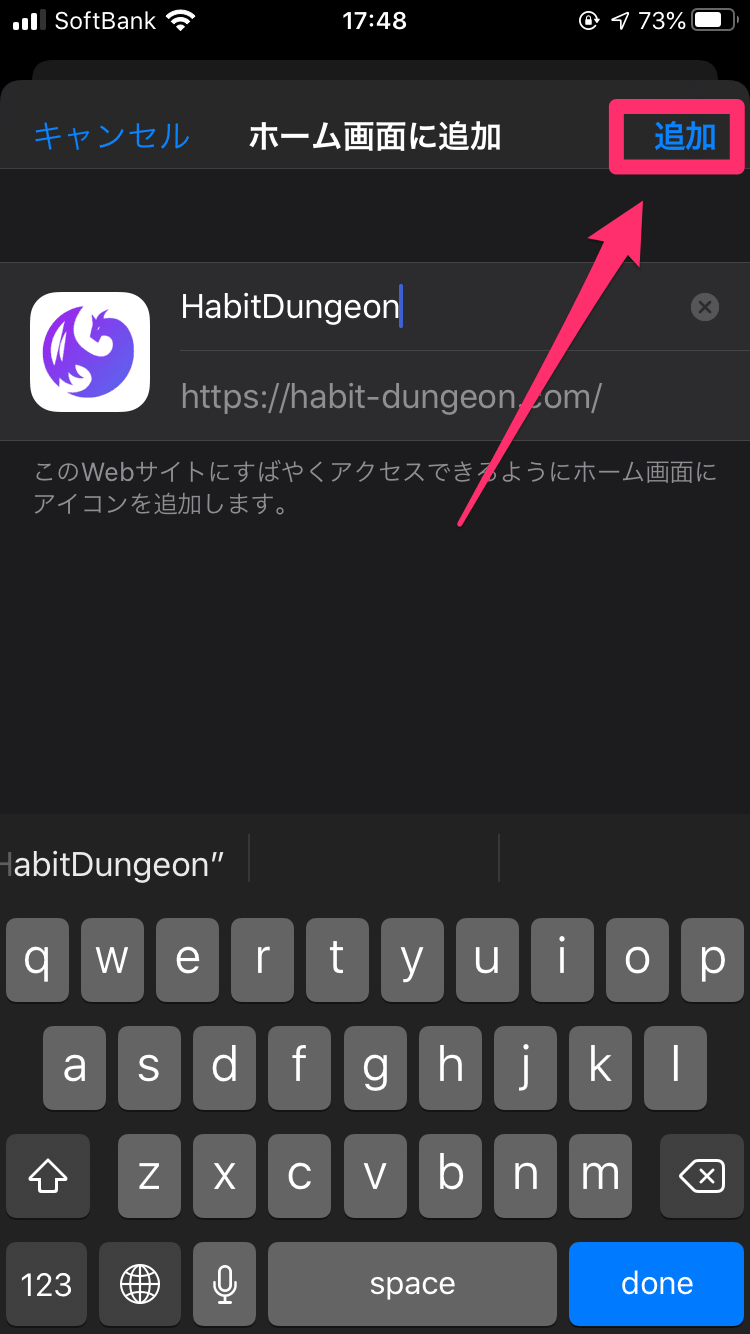 SoftBank 17:48 73%
キャンセル ホーム画面に追加 追加
HabitDungeon
https://habit-dungeon.com/
このWebサイトにすばやくアクセスできるようにホーム画面に
アイコンを追加します。
HabitDungeon”
q w e r t y u i o p
a s d f g h j k l
z x c v b n m
123 space done